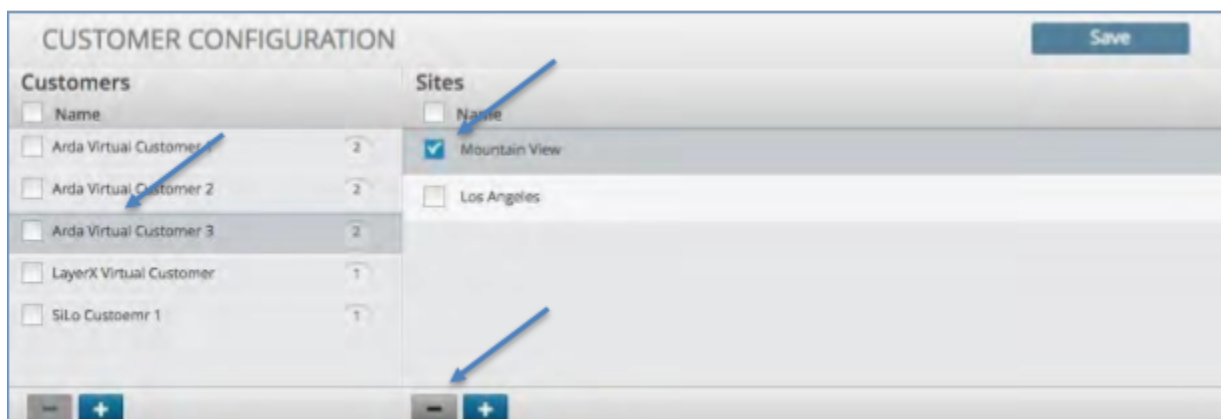 CUSTOMER CONFIGURATION
Save
Customers
Name
Arda Virtual Customer
2
Arda Virtual Customer 2
2
Arda Virtual Customer 3
2
LayerX Virtual Customer
1
SiLo Custoemr 1
1
Sites
Name
Mountain View
Los Angeles
- +
- +